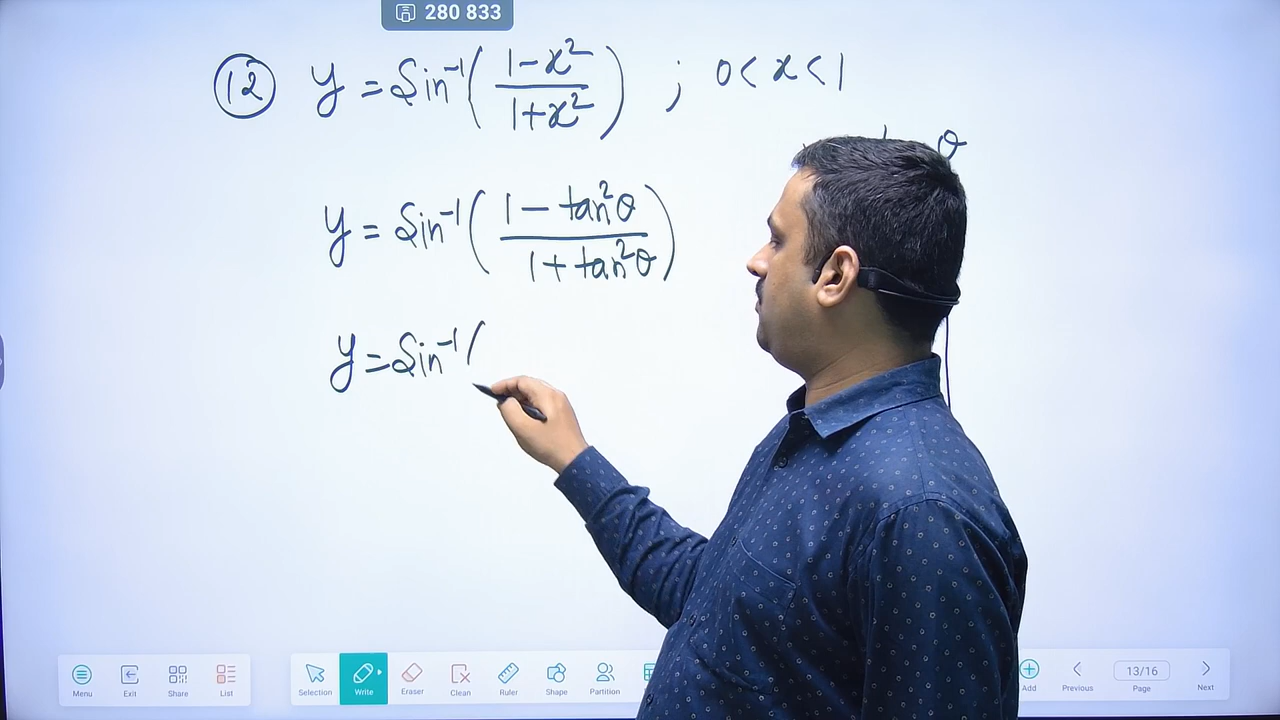 280 833
(12) y = Sin⁻¹( (1-x²)/(1+x²) ) ; 0 < x < 1
θ
y = Sin⁻¹( (1 - tan²θ)/(1 + tan²θ) )
y = Sin⁻¹(
Menu Exit Share List Selection Write Eraser Clean Ruler Shape Partition Add Previous 13/16 Page Next